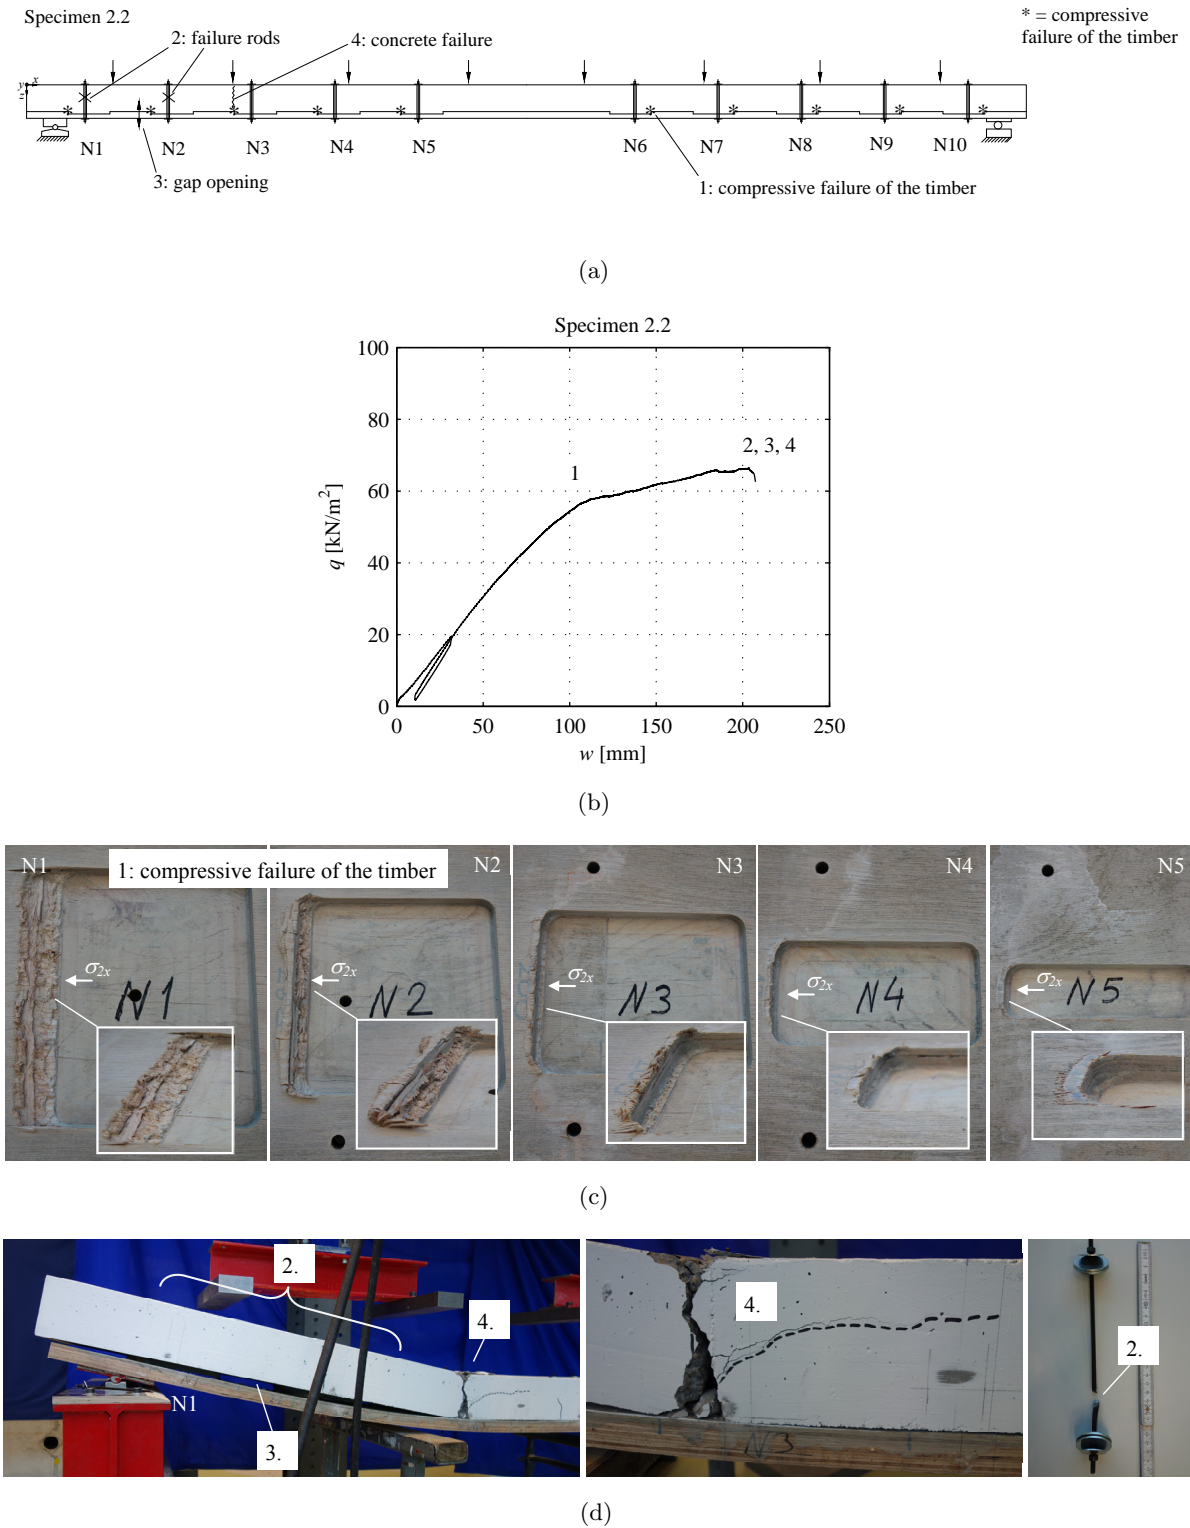 Specimen 2.2
* = compressive
failure of the timber
2: failure rods
4: concrete failure
y x
z
* * * * * * * * * *
N1 N2 N3 N4 N5 N6 N7 N8 N9 N10
3: gap opening
1: compressive failure of the timber
(a)
Specimen 2.2
100
80
60
40
20
0
q [kN/m²]
1
2, 3, 4
0 50 100 150 200 250
w [mm]
(b)
N1
1: compressive failure of the timber
N2
N3
N4
N5
σ2x
σ2x
σ2x
σ2x
σ2x
N1
N2
N3
N4
N5
(c)
2.
4.
N1
3.
4.
N3
2.
(d)